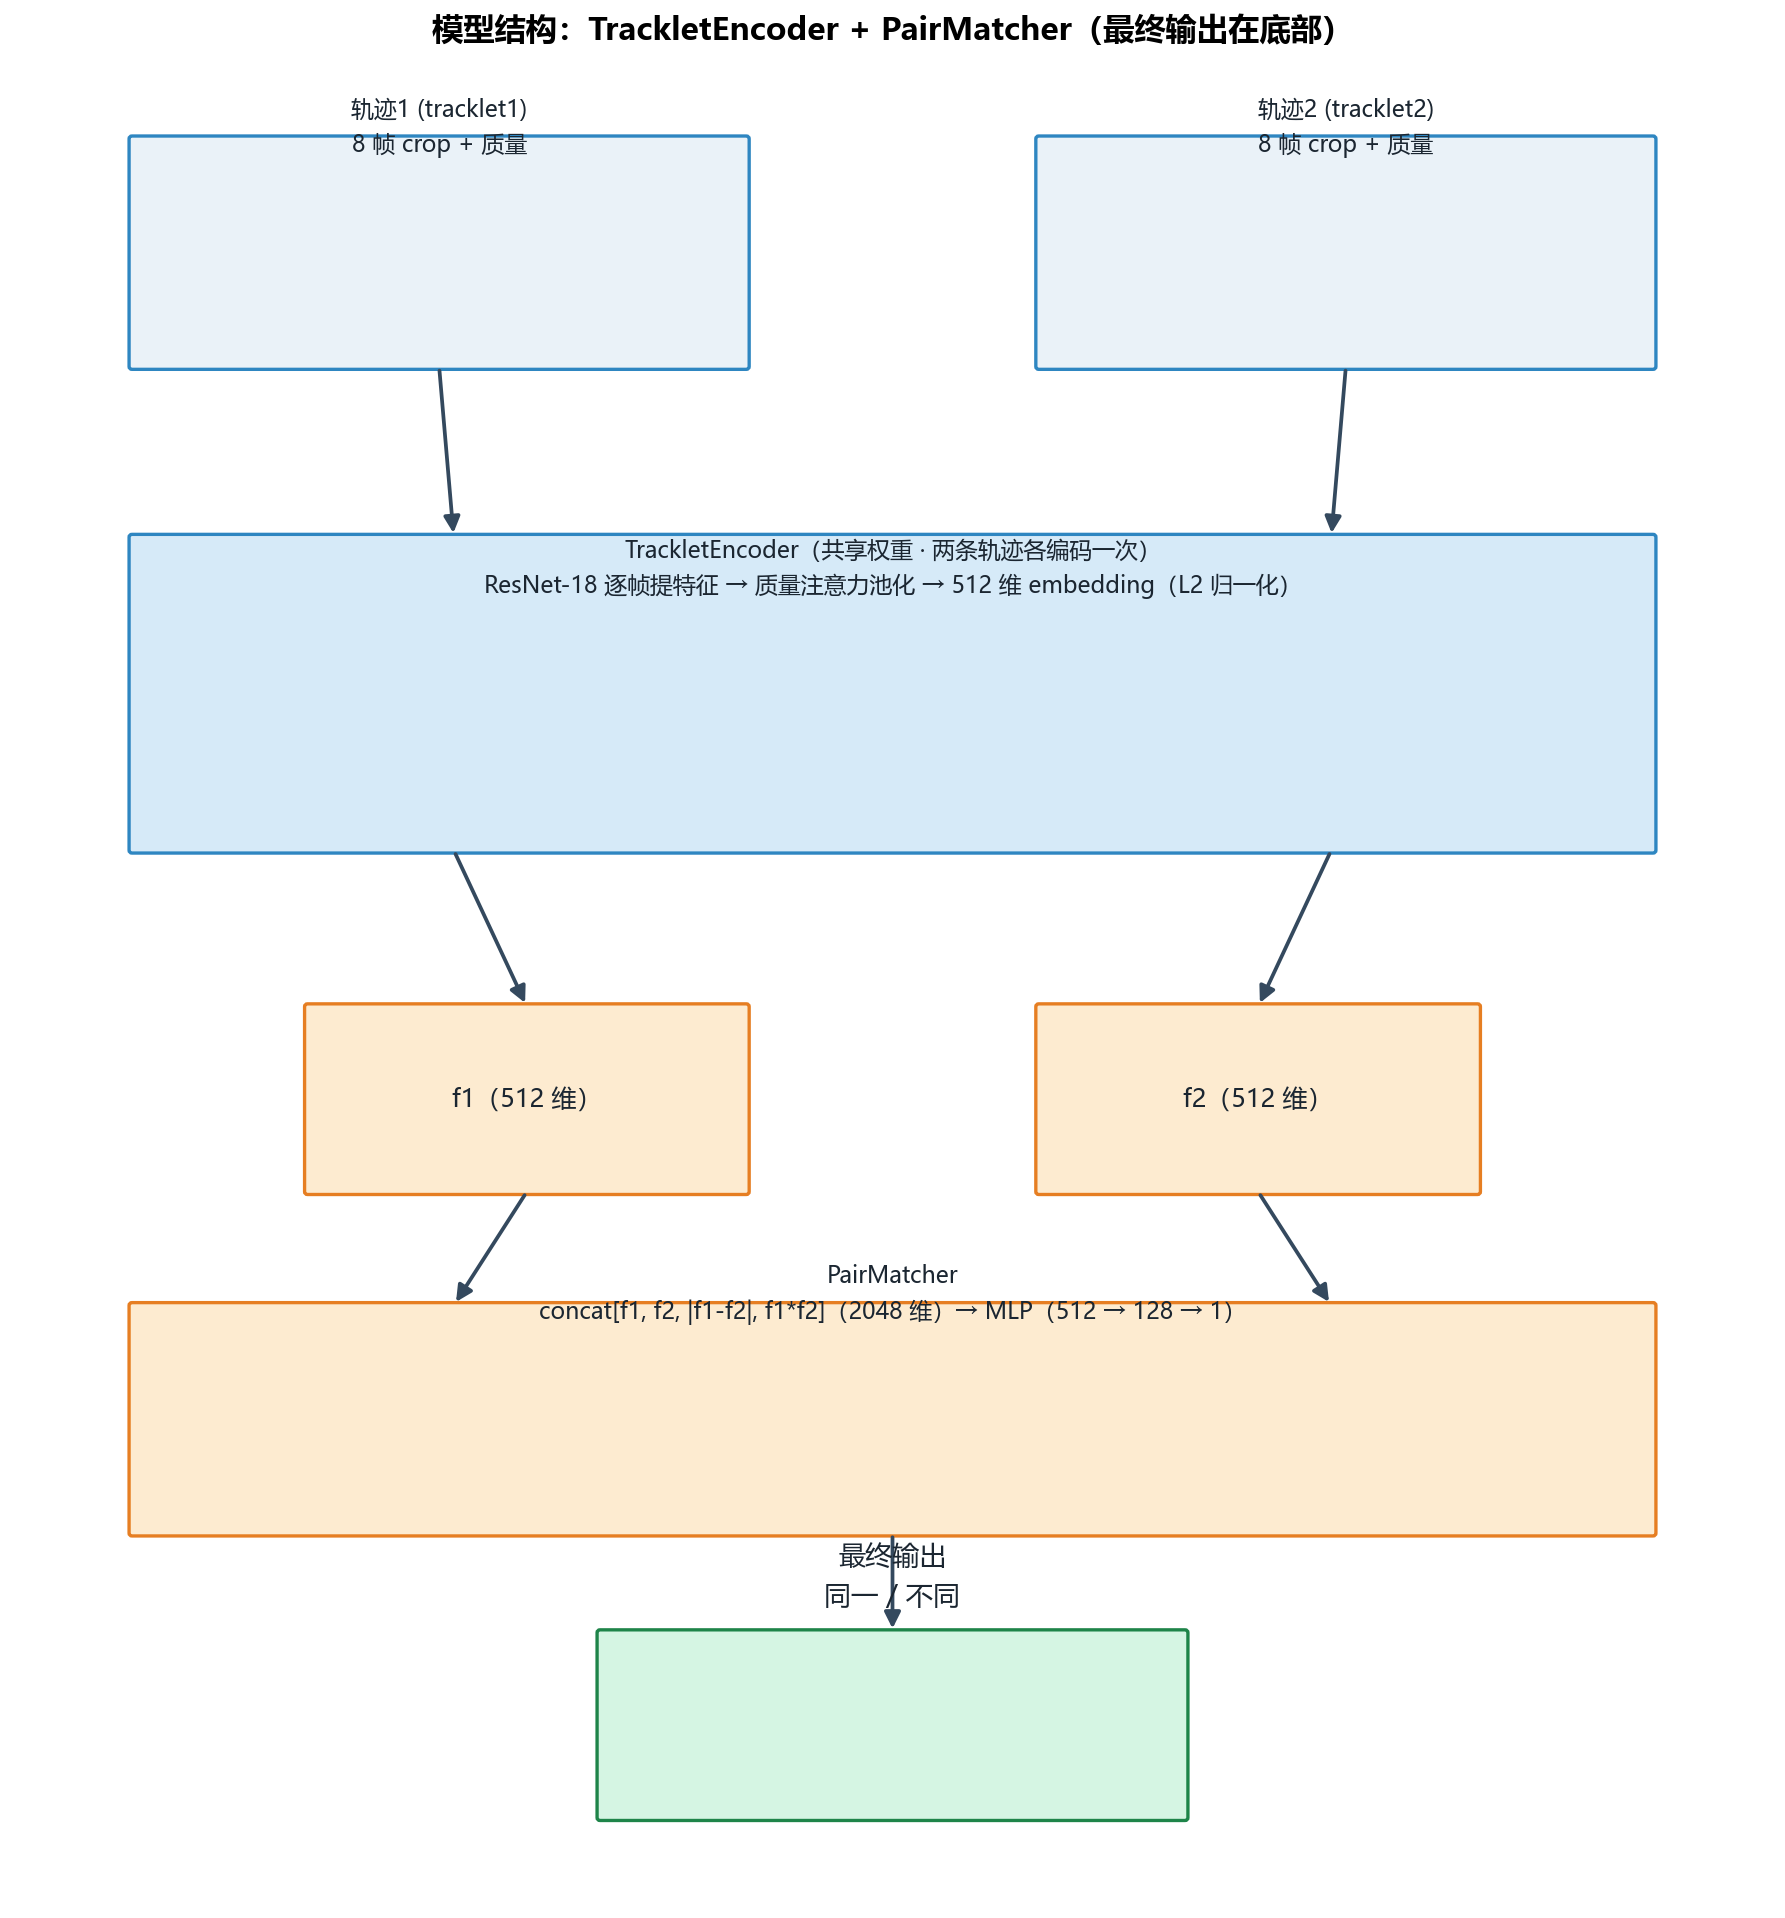 模型结构：TrackletEncoder + PairMatcher（最终输出在底部）
轨迹1 (tracklet1)
8 帧 crop + 质量
轨迹2 (tracklet2)
8 帧 crop + 质量
TrackletEncoder（共享权重 · 两条轨迹各编码一次）
ResNet-18 逐帧提特征 → 质量注意力池化 → 512 维 embedding（L2 归一化）
f1（512 维）
f2（512 维）
PairMatcher
concat[f1, f2, |f1-f2|, f1*f2]（2048 维）→ MLP（512 → 128 → 1）
最终输出
同一 / 不同